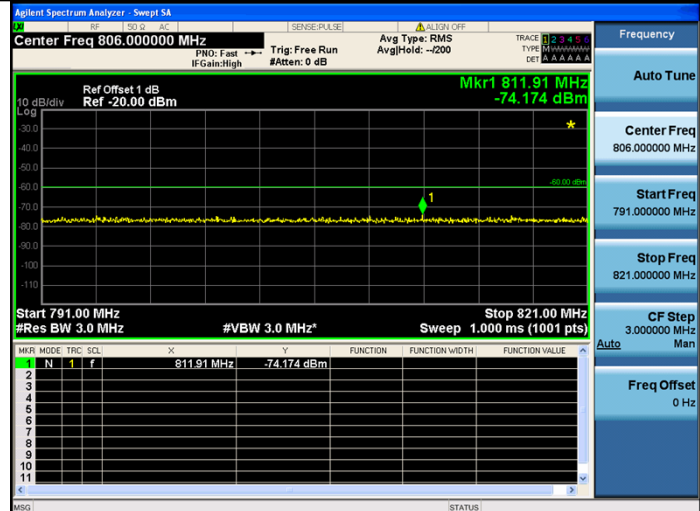 Agilent Spectrum Analyzer - Swept SA
LXI RF 50 Ω AC SENSE:PULSE ALIGN OFF
Center Freq 806.000000 MHz
PNO: Fast
IFGain:High
Trig: Free Run
#Atten: 0 dB
Avg Type: RMS
Avg|Hold: --/200
TRACE 1 2 3 4 5 6
TYPE M
DET A A A A A A
Ref Offset 1 dB
10 dB/div Ref -20.00 dBm
Log
Mkr1 811.91 MHz
-74.174 dBm
-30.0
-40.0
-50.0
-60.0
-60.00 dBm
-70.0
1
-80.0
-90.0
-100
-110
Start 791.00 MHz Stop 821.00 MHz
#Res BW 3.0 MHz #VBW 3.0 MHz* Sweep 1.000 ms (1001 pts)
MKR MODE TRC SCL X Y FUNCTION FUNCTION WIDTH FUNCTION VALUE
1 N 1 f 811.91 MHz -74.174 dBm
2
3
4
5
6
7
8
9
10
11
MSG STATUS
Frequency
Auto Tune
Center Freq
806.000000 MHz
Start Freq
791.000000 MHz
Stop Freq
821.000000 MHz
CF Step
3.000000 MHz
Auto Man
Freq Offset
0 Hz